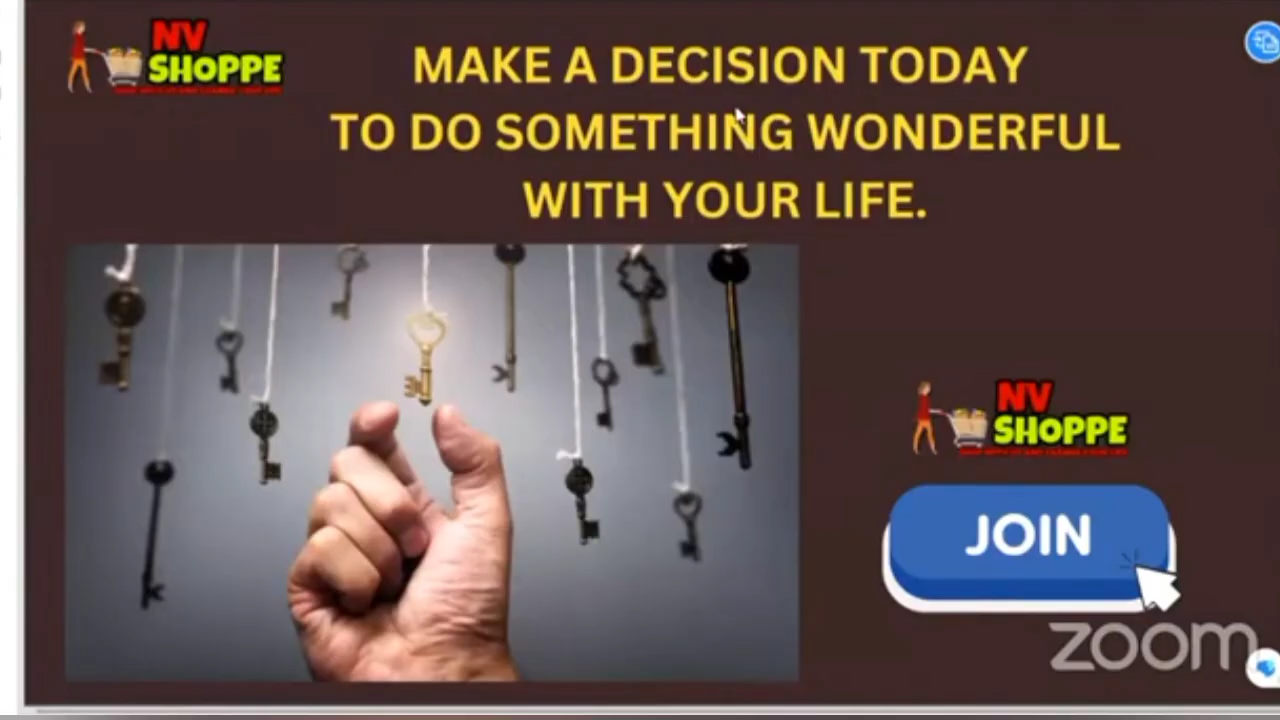 NV
SHOPPE
MAKE A DECISION TODAY
TO DO SOMETHING WONDERFUL
WITH YOUR LIFE.
NV
SHOPPE
JOIN
zoom